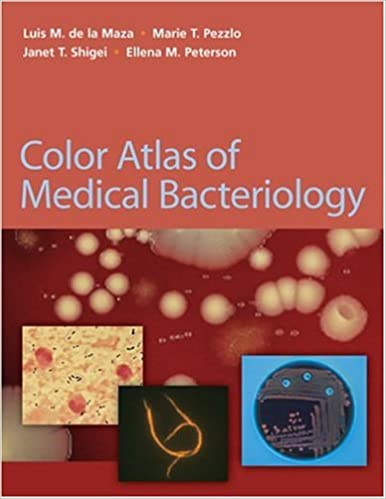 Luis M. de la Maza • Marie T. Pezzlo
Janet T. Shigei • Ellena M. Peterson
Color Atlas of
Medical Bacteriology